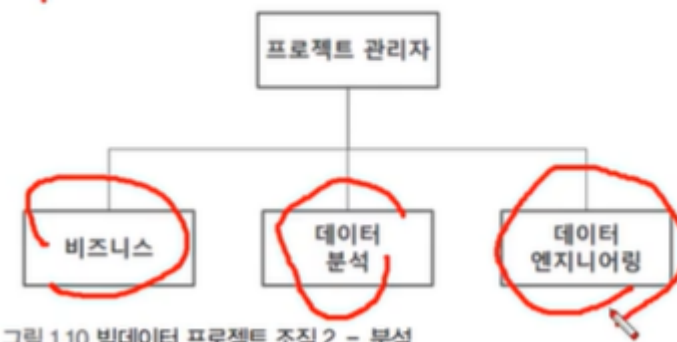 프로젝트 관리자
비즈니스
데이터
분석
데이터
엔지니어링
그림 1.10 빅데이터 프로젝트 조직 2 - 분석